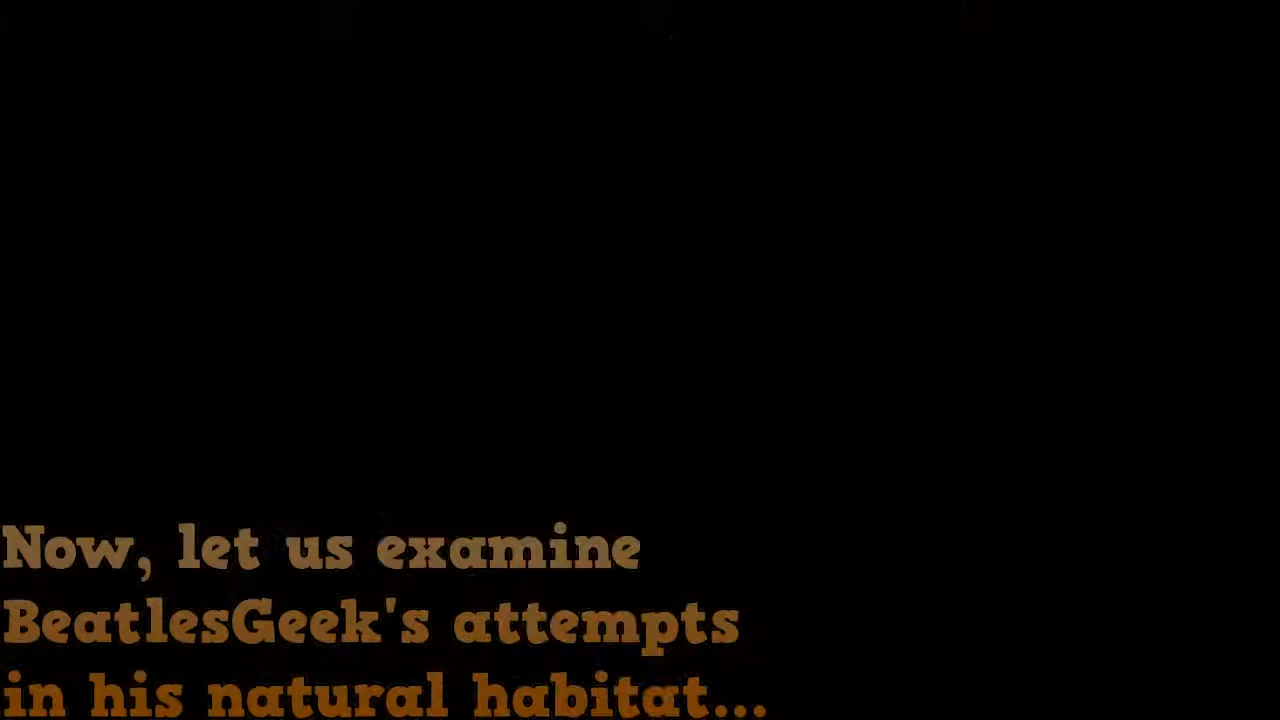 Now, let us examine
BeatlesGeek's attempts
in his natural habitat...